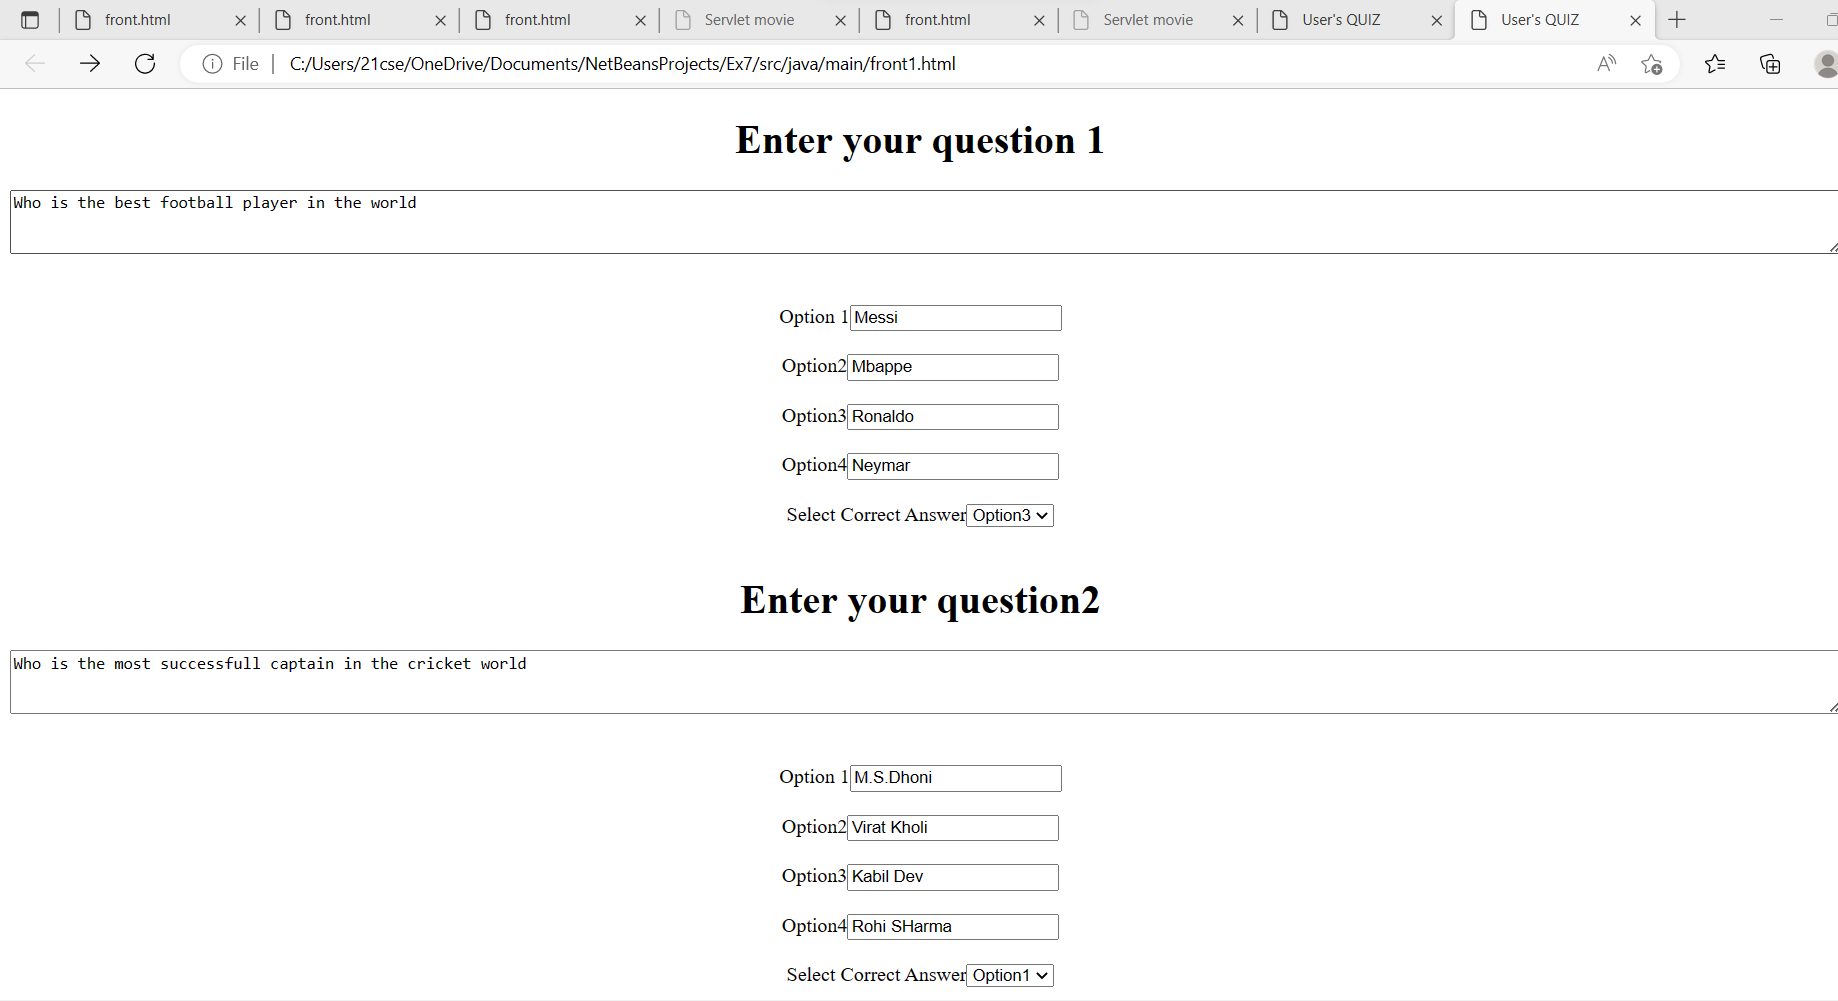 front.html front.html front.html Servlet movie front.html Servlet movie User's QUIZ User's QUIZ
File C:/Users/21cse/OneDrive/Documents/NetBeansProjects/Ex7/src/java/main/front1.html
Enter your question 1
Who is the best football player in the world
Option 1 Messi
Option2 Mbappe
Option3 Ronaldo
Option4 Neymar
Select Correct Answer Option3
Enter your question2
Who is the most successfull captain in the cricket world
Option 1 M.S.Dhoni
Option2 Virat Kholi
Option3 Kabil Dev
Option4 Rohi SHarma
Select Correct Answer Option1